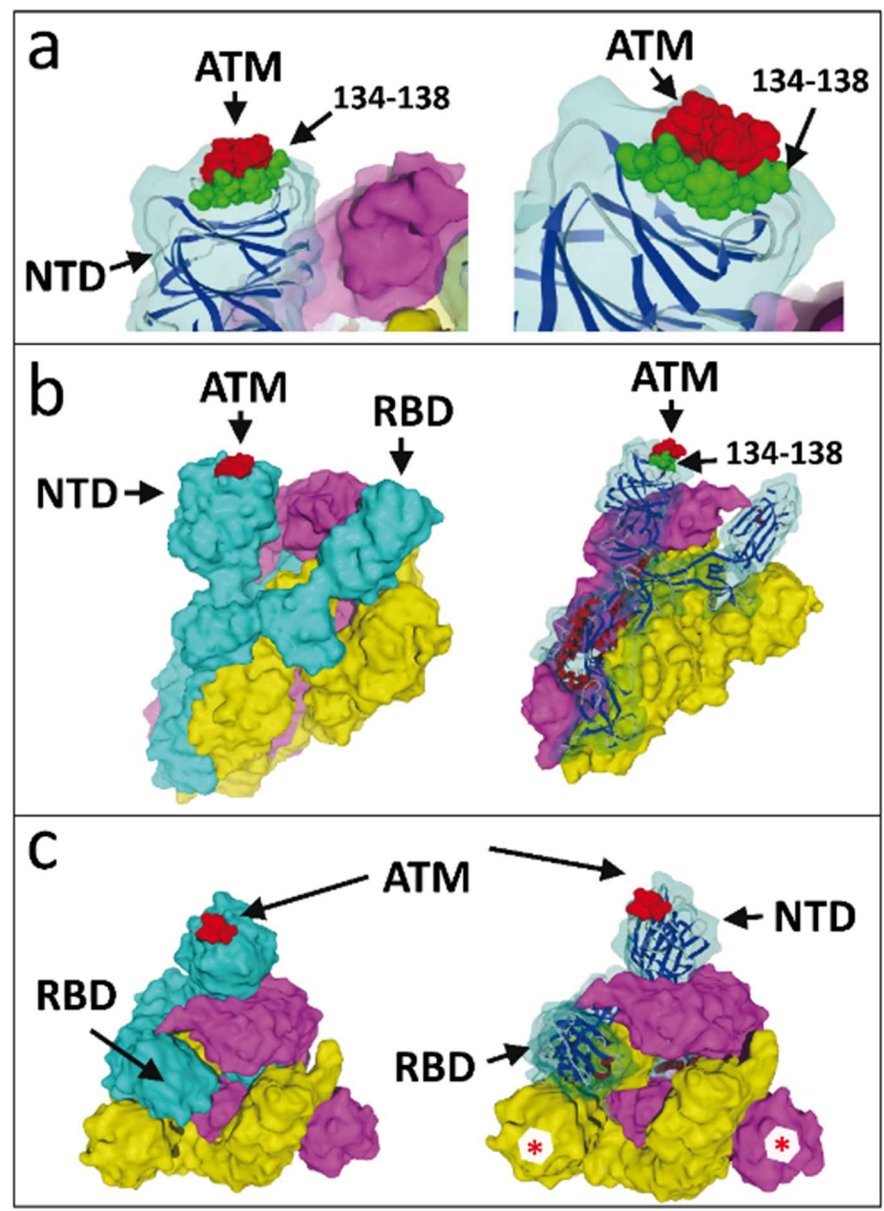 a
ATM
134-138
NTD
ATM
134-138
b
ATM
RBD
NTD
ATM
134-138
c
ATM
RBD
NTD
RBD
*
*